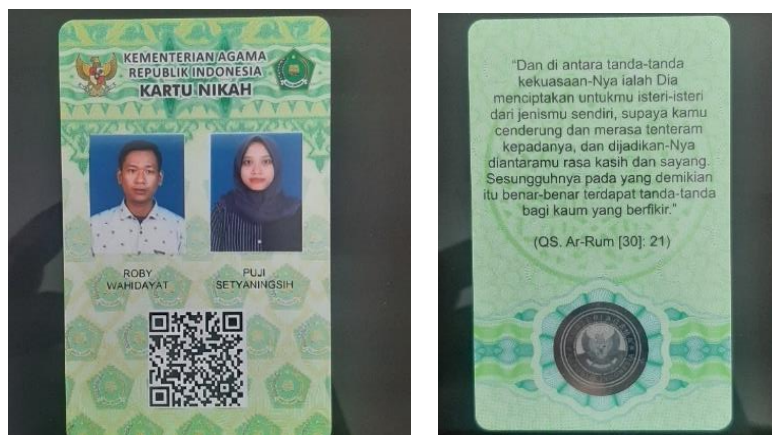 KEMENTERIAN AGAMA
REPUBLIK INDONESIA
KARTU NIKAH
ROBY
WAHIDAYAT
PUJI
SETYANINGSIH
“Dan di antara tanda-tanda
kekuasaan-Nya ialah Dia
menciptakan untukmu isteri-isteri
dari jenismu sendiri, supaya kamu
cenderung dan merasa tenteram
kepadanya, dan dijadikan-Nya
diantaramu rasa kasih dan sayang.
Sesungguhnya pada yang demikian
itu benar-benar terdapat tanda-tanda
bagi kaum yang berfikir.”
(QS. Ar-Rum [30]: 21)